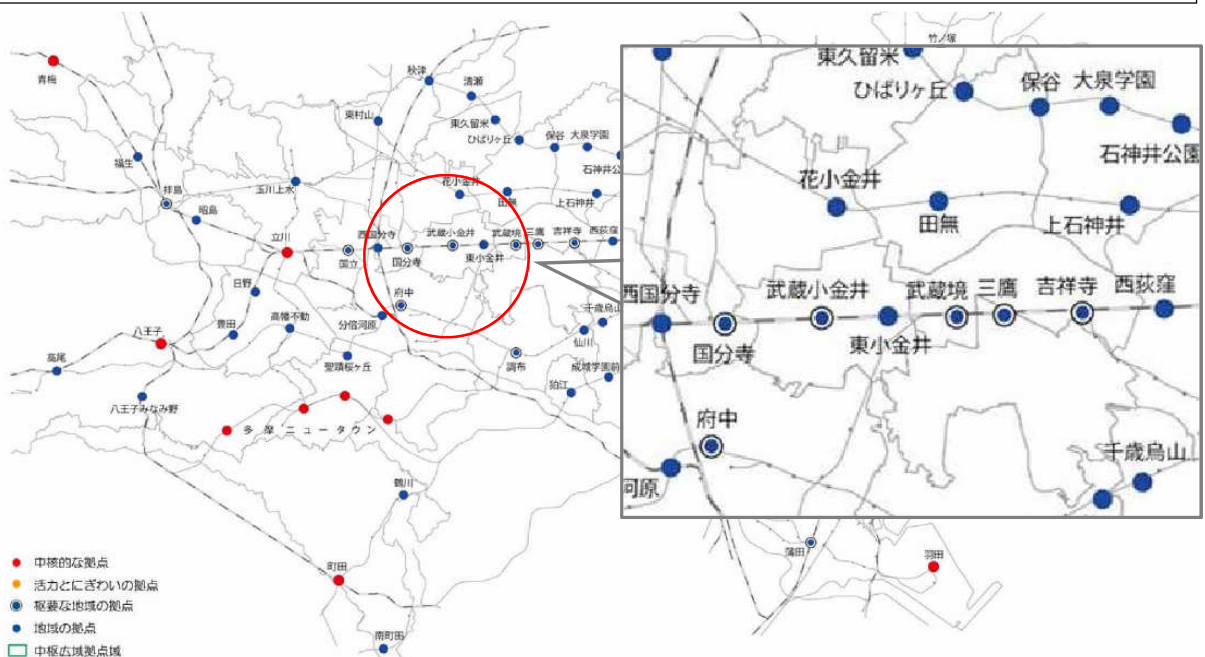 竹ノ塚
青梅
秋津
清瀬
東村山
東久留米
ひばりヶ丘
保谷
大泉学園
福生
石神井公
拝島
玉川上水
花小金井
昭島
田無
上石神井
立川
西国分寺
武蔵小金井
武蔵境
三鷹
吉祥寺
西荻窪
国立
国分寺
東小金井
日野
府中
千歳烏山
八王子
豊田
高幡不動
分倍河原
仙川
高尾
聖蹟桜ヶ丘
調布
成城学園前
狛江
八王子みなみ野
多摩ニュータウン
鶴川
町田
南町田
蒲田
羽田
東久留米
ひばりヶ丘
保谷
大泉学園
石神井公園
花小金井
田無
上石神井
西国分寺
武蔵小金井
武蔵境
三鷹
吉祥寺
西荻窪
国分寺
東小金井
府中
千歳烏山
河原
中核的な拠点
活力とにぎわいの拠点
枢要な地域の拠点
地域の拠点
中枢広域拠点域